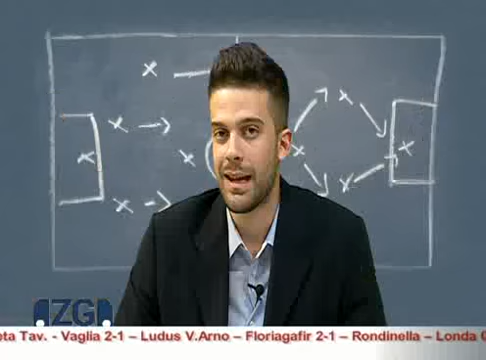 ZG
eta Tav. - Vaglia 2-1 – Ludus V.Arno – Floriagafir 2-1 – Rondinella – Londa